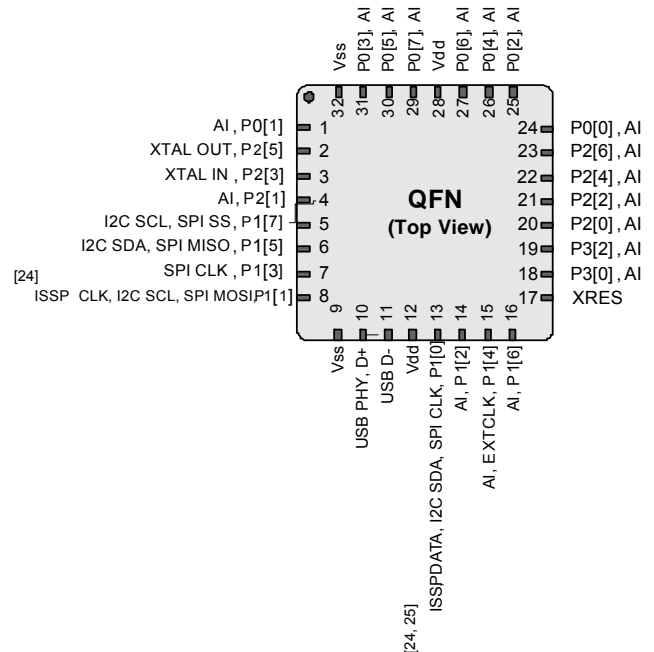 Vss
P0[3], AI
P0[5], AI
P0[7], AI
Vdd
P0[6], AI
P0[4], AI
P0[2], AI
32
31
30
29
28
27
26
25
AI , P0[1]
1
XTAL OUT, P2[5]
2
XTAL IN , P2[3]
3
AI, P2[1]
4
I2C SCL, SPI SS, P1[7]
5
I2C SDA, SPI MISO , P1[5]
6
SPI CLK , P1[3]
7
[24]
ISSP CLK, I2C SCL, SPI MOSI, P1[1]
8
QFN
(Top View)
24
P0[0] , AI
23
P2[6] , AI
22
P2[4] , AI
21
P2[2] , AI
20
P2[0] , AI
19
P3[2] , AI
18
P3[0] , AI
17
XRES
9
10
11
12
13
14
15
16
Vss
USB PHY, D+
USB D-
Vdd
ISSPDATA, I2C SDA, SPI CLK, P1[0]
AI, P1[2]
AI, EXTCLK, P1[4]
AI, P1[6]
[24, 25]